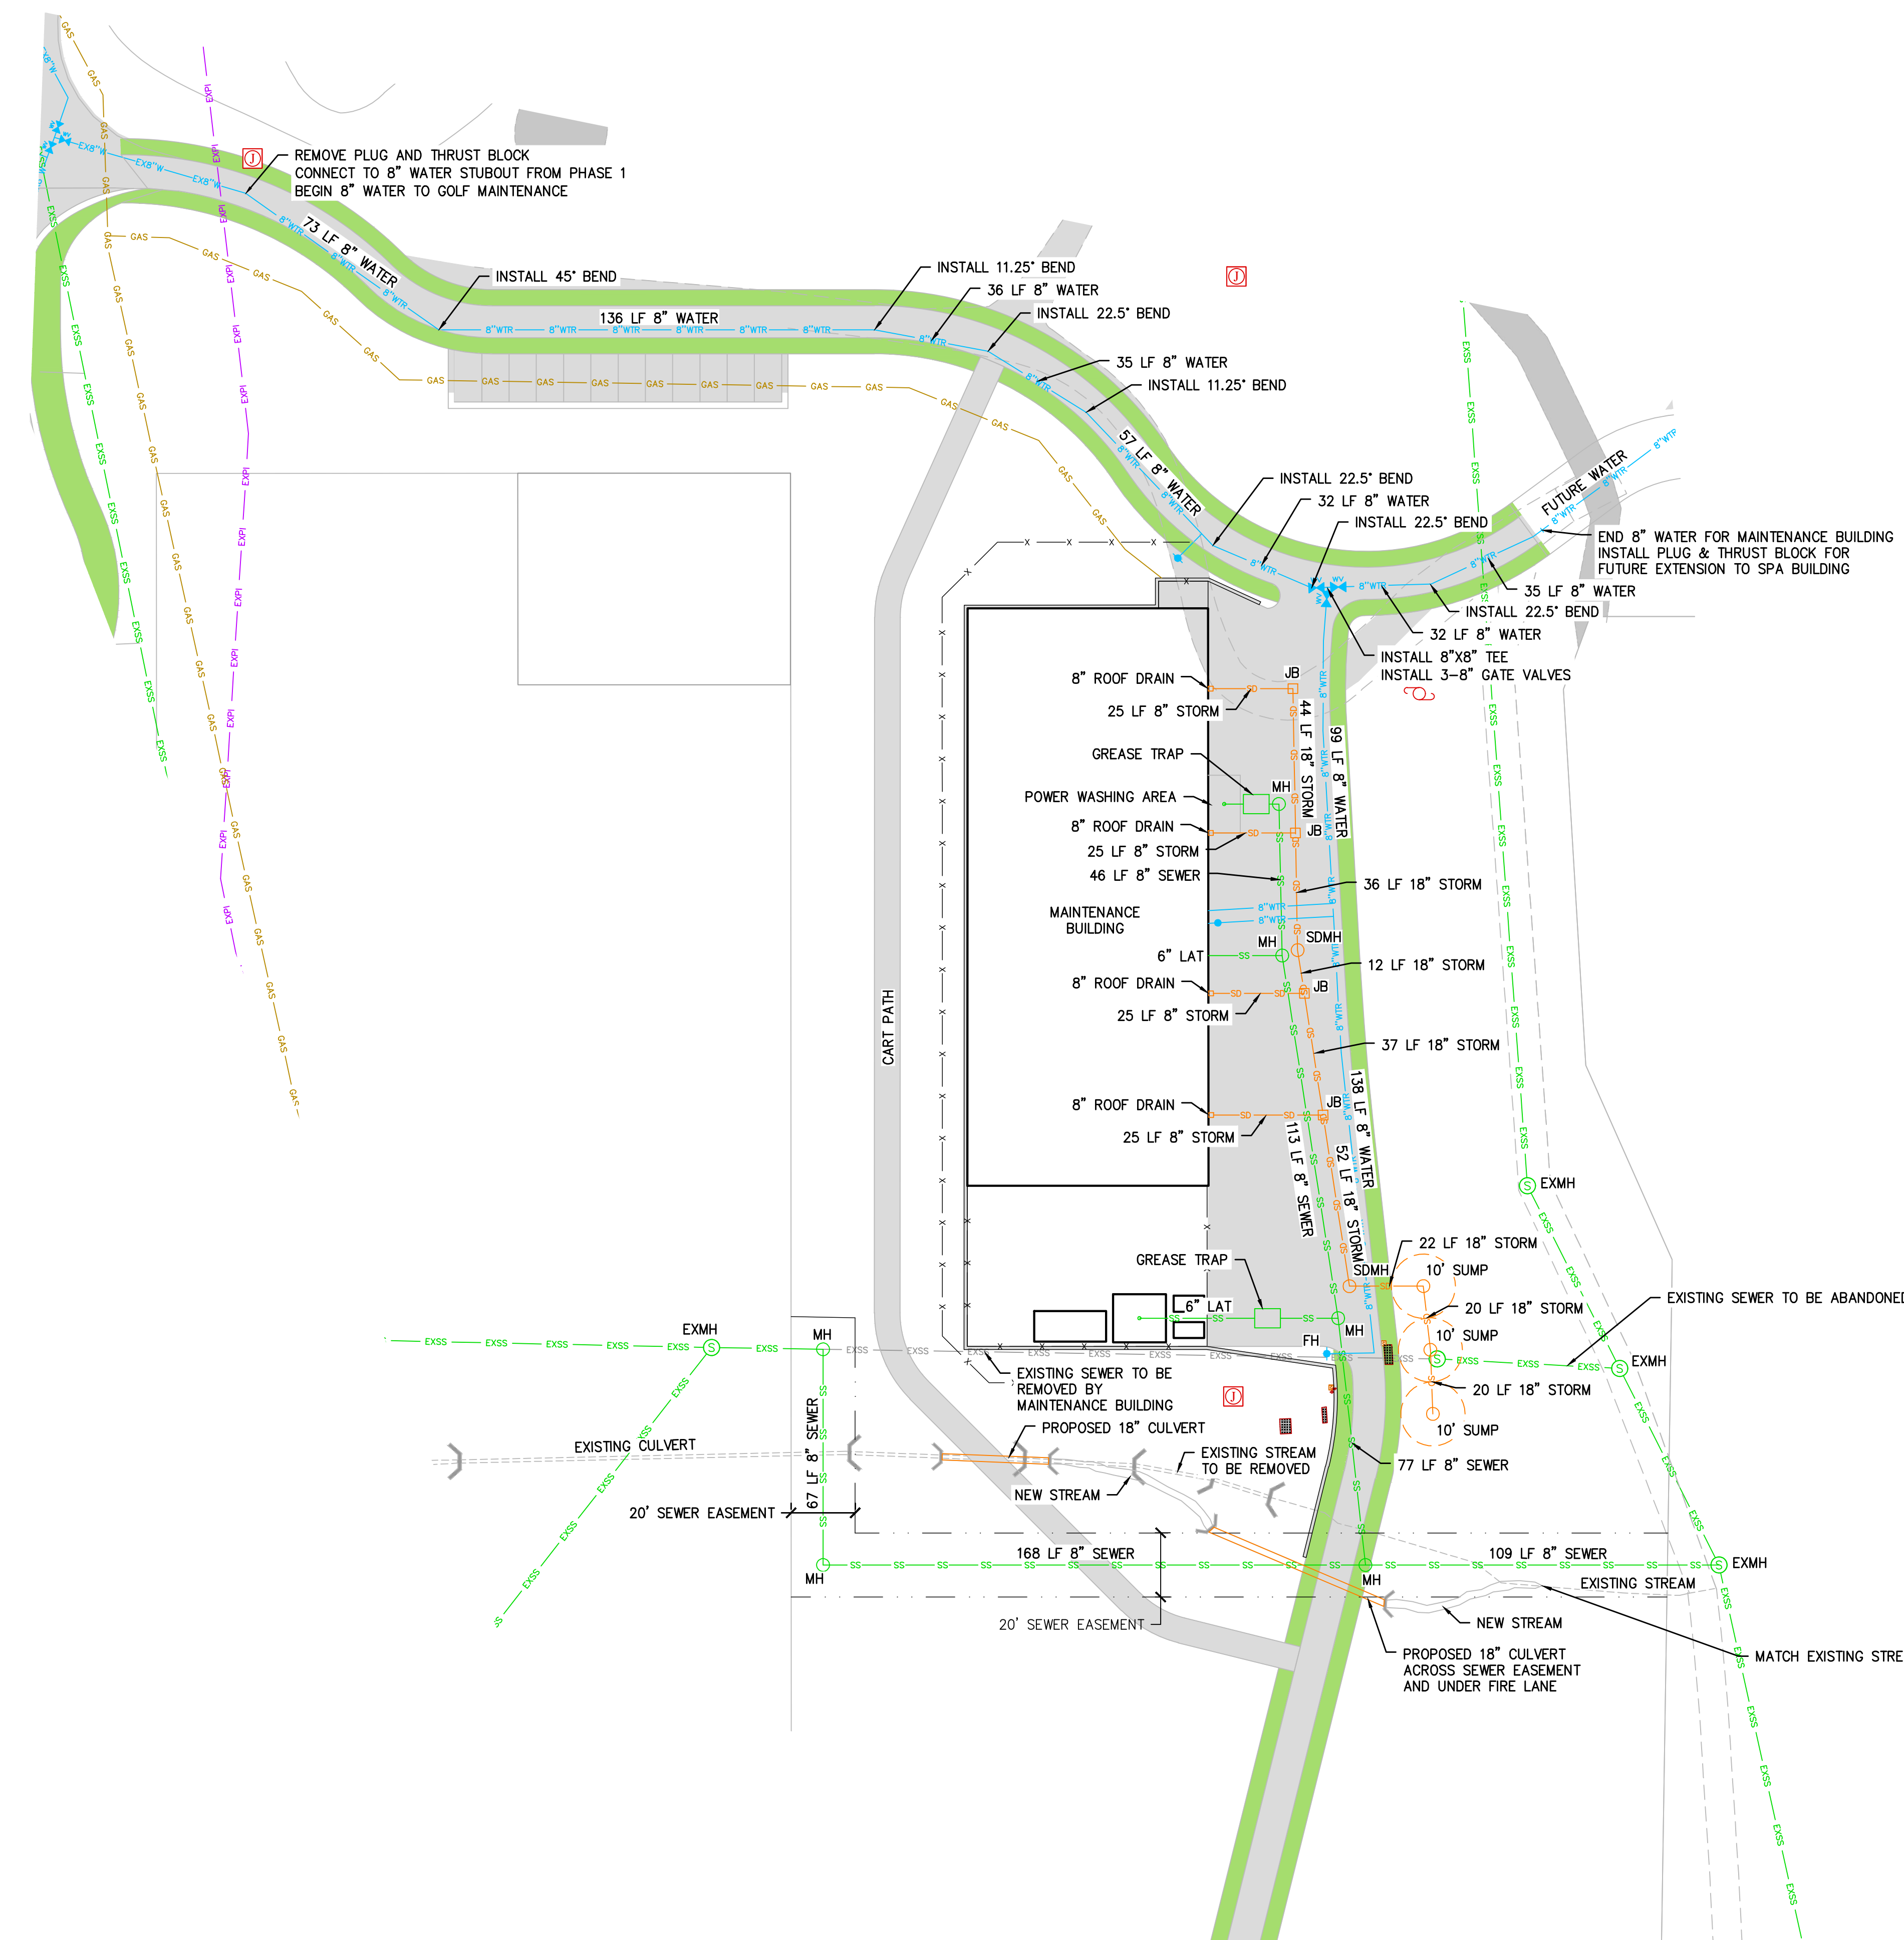 REMOVE PLUG AND THRUST BLOCK
CONNECT TO 8" WATER STUBOUT FROM PHASE 1
BEGIN 8" WATER TO GOLF MAINTENANCE
73 LF 8" WATER
INSTALL 45° BEND
136 LF 8" WATER
INSTALL 11.25° BEND
36 LF 8" WATER
INSTALL 22.5° BEND
35 LF 8" WATER
INSTALL 11.25° BEND
57 LF 8" WATER
INSTALL 22.5° BEND
32 LF 8" WATER
INSTALL 22.5° BEND
FUTURE WATER
END 8" WATER FOR MAINTENANCE BUILDING
INSTALL PLUG & THRUST BLOCK FOR
FUTURE EXTENSION TO SPA BUILDING
35 LF 8" WATER
INSTALL 22.5° BEND
32 LF 8" WATER
INSTALL 8"X8" TEE
INSTALL 3-8" GATE VALVES
8" ROOF DRAIN
JB
25 LF 8" STORM
44 LF 18" STORM
99 LF 8" WATER
GREASE TRAP
MH
POWER WASHING AREA
8" ROOF DRAIN
JB
25 LF 8" STORM
46 LF 8" SEWER
36 LF 18" STORM
MAINTENANCE
BUILDING
MH
SDMH
6" LAT
12 LF 18" STORM
8" ROOF DRAIN
JB
25 LF 8" STORM
CART PATH
37 LF 18" STORM
138 LF 8" WATER
8" ROOF DRAIN
JB
25 LF 8" STORM
113 LF 8" SEWER
52 LF 18" STORM
EXMH
22 LF 18" STORM
GREASE TRAP
SDMH
10' SUMP
6" LAT
20 LF 18" STORM
EXISTING SEWER TO BE ABANDONED
EXMH
MH
FH
MH
10' SUMP
EXMH
EXISTING SEWER TO BE
REMOVED BY
MAINTENANCE BUILDING
20 LF 18" STORM
10' SUMP
67 LF 8" SEWER
PROPOSED 18" CULVERT
EXISTING CULVERT
EXISTING STREAM
TO BE REMOVED
77 LF 8" SEWER
NEW STREAM
20' SEWER EASEMENT
168 LF 8" SEWER
109 LF 8" SEWER
EXMH
MH
MH
EXISTING STREAM
20' SEWER EASEMENT
NEW STREAM
PROPOSED 18" CULVERT
ACROSS SEWER EASEMENT
AND UNDER FIRE LANE
MATCH EXISTING STRE